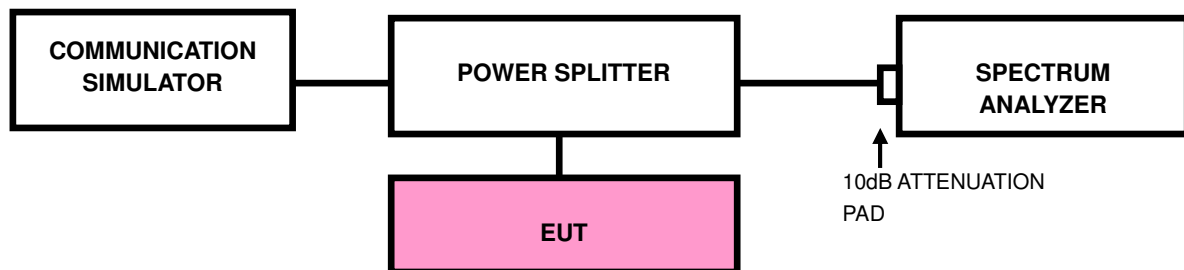 COMMUNICATION
SIMULATOR
POWER SPLITTER
SPECTRUM
ANALYZER
10dB ATTENUATION
PAD
EUT